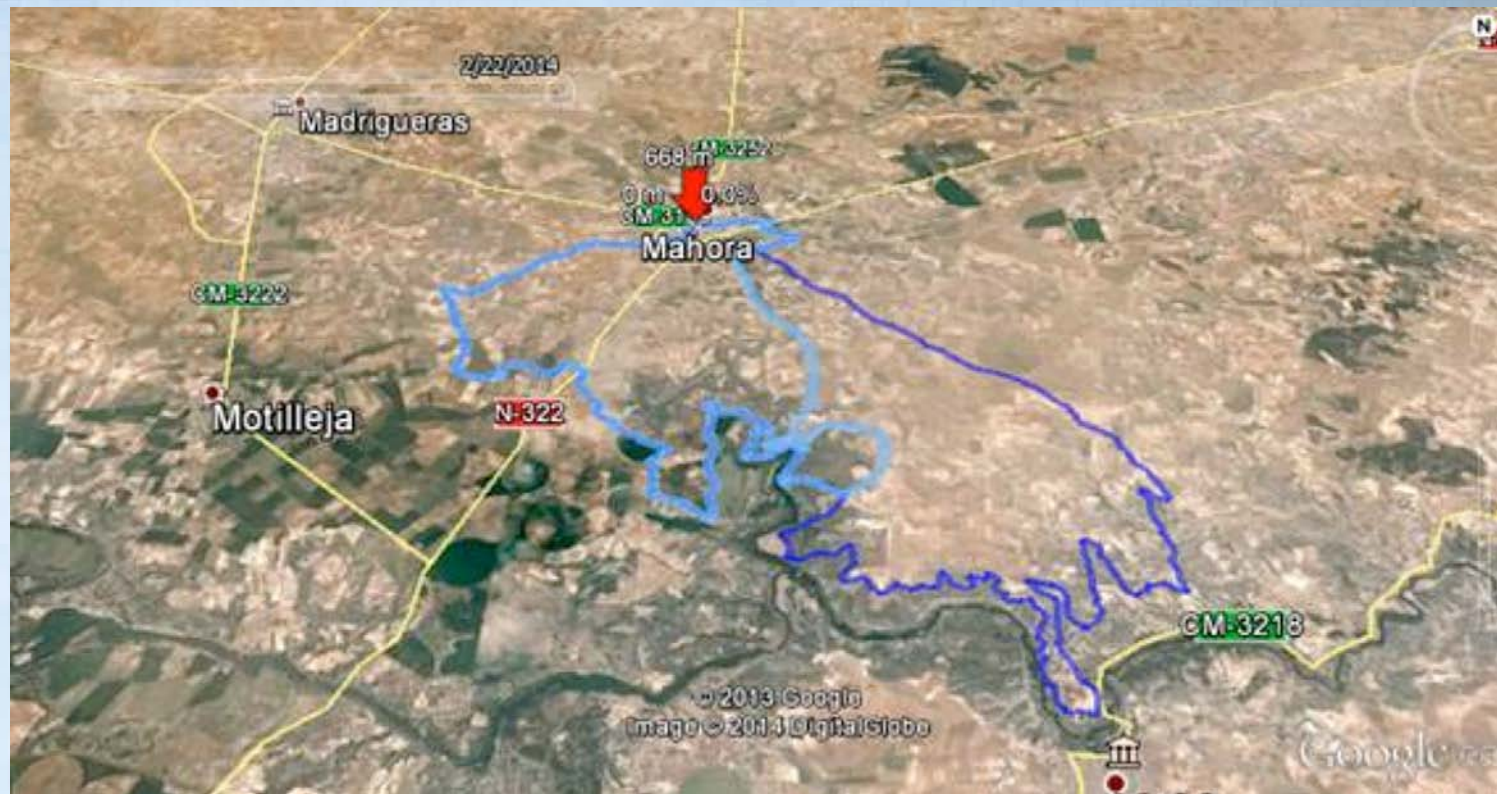 N
2/22/2014
Madrigueras
668 m
CM-3252
0 m 0.0%
Mahora
CM-3222
Motilleja
N-322
CM-3218
© 2013 Google
Image © 2014 DigitalGlobe
Google